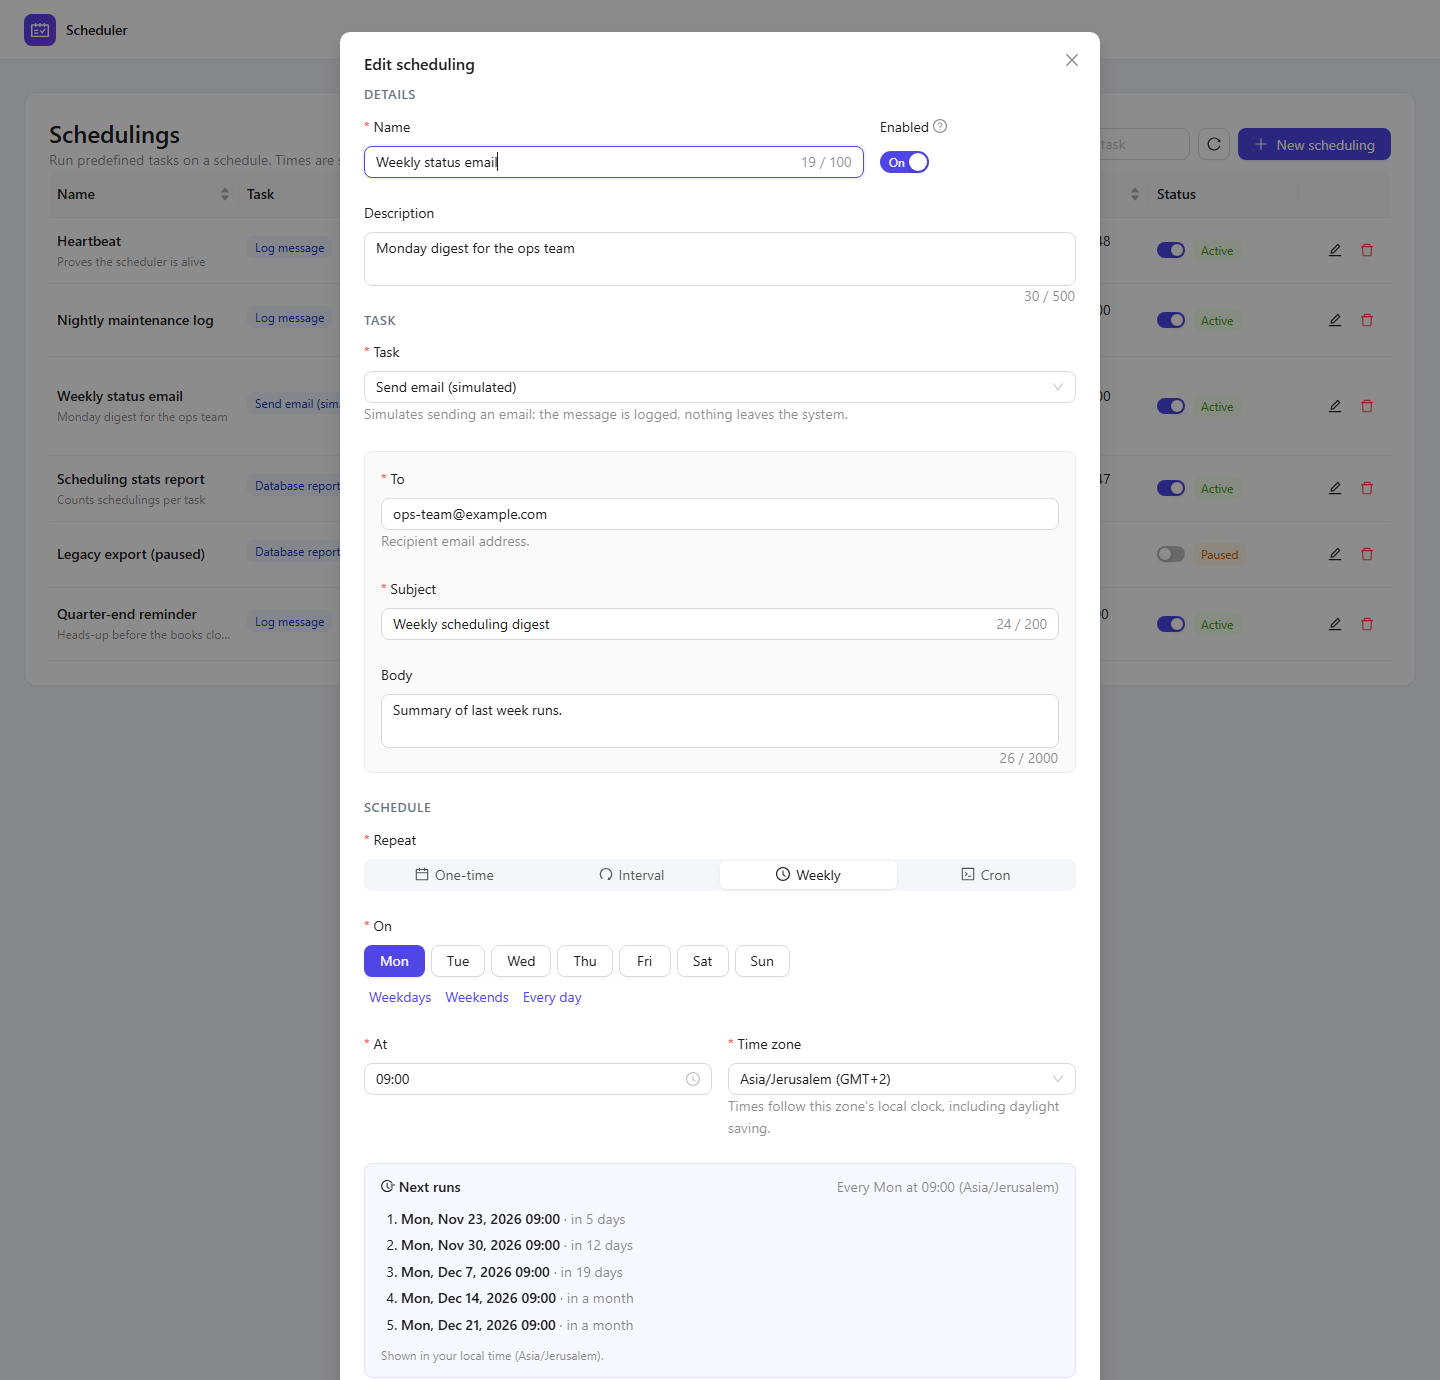 Scheduler
Edit scheduling
DETAILS
* Name
Enabled
Weekly status email 19 / 100
On
Description
Monday digest for the ops team
30 / 500
TASK
* Task
Send email (simulated)
Simulates sending an email: the message is logged, nothing leaves the system.
* To
ops-team@example.com
Recipient email address.
* Subject
Weekly scheduling digest 24 / 200
Body
Summary of last week runs.
26 / 2000
SCHEDULE
* Repeat
One-time Interval Weekly Cron
* On
Mon Tue Wed Thu Fri Sat Sun
Weekdays Weekends Every day
* At
09:00
* Time zone
Asia/Jerusalem (GMT+2)
Times follow this zone's local clock, including daylight
saving.
Next runs
Every Mon at 09:00 (Asia/Jerusalem)
1. Mon, Nov 23, 2026 09:00 · in 5 days
2. Mon, Nov 30, 2026 09:00 · in 12 days
3. Mon, Dec 7, 2026 09:00 · in 19 days
4. Mon, Dec 14, 2026 09:00 · in a month
5. Mon, Dec 21, 2026 09:00 · in a month
Shown in your local time (Asia/Jerusalem).
Schedulings
Run predefined tasks on a schedule. Times are
task
New scheduling
Name Task Status
Heartbeat
Proves the scheduler is alive
Log message
48
Active
Nightly maintenance log
Log message
00
Active
Weekly status email
Monday digest for the ops team
Send email (sim
00
Active
Scheduling stats report
Counts schedulings per task
Database report
47
Active
Legacy export (paused)
Database report
Paused
Quarter-end reminder
Heads-up before the books clo...
Log message
00
Active